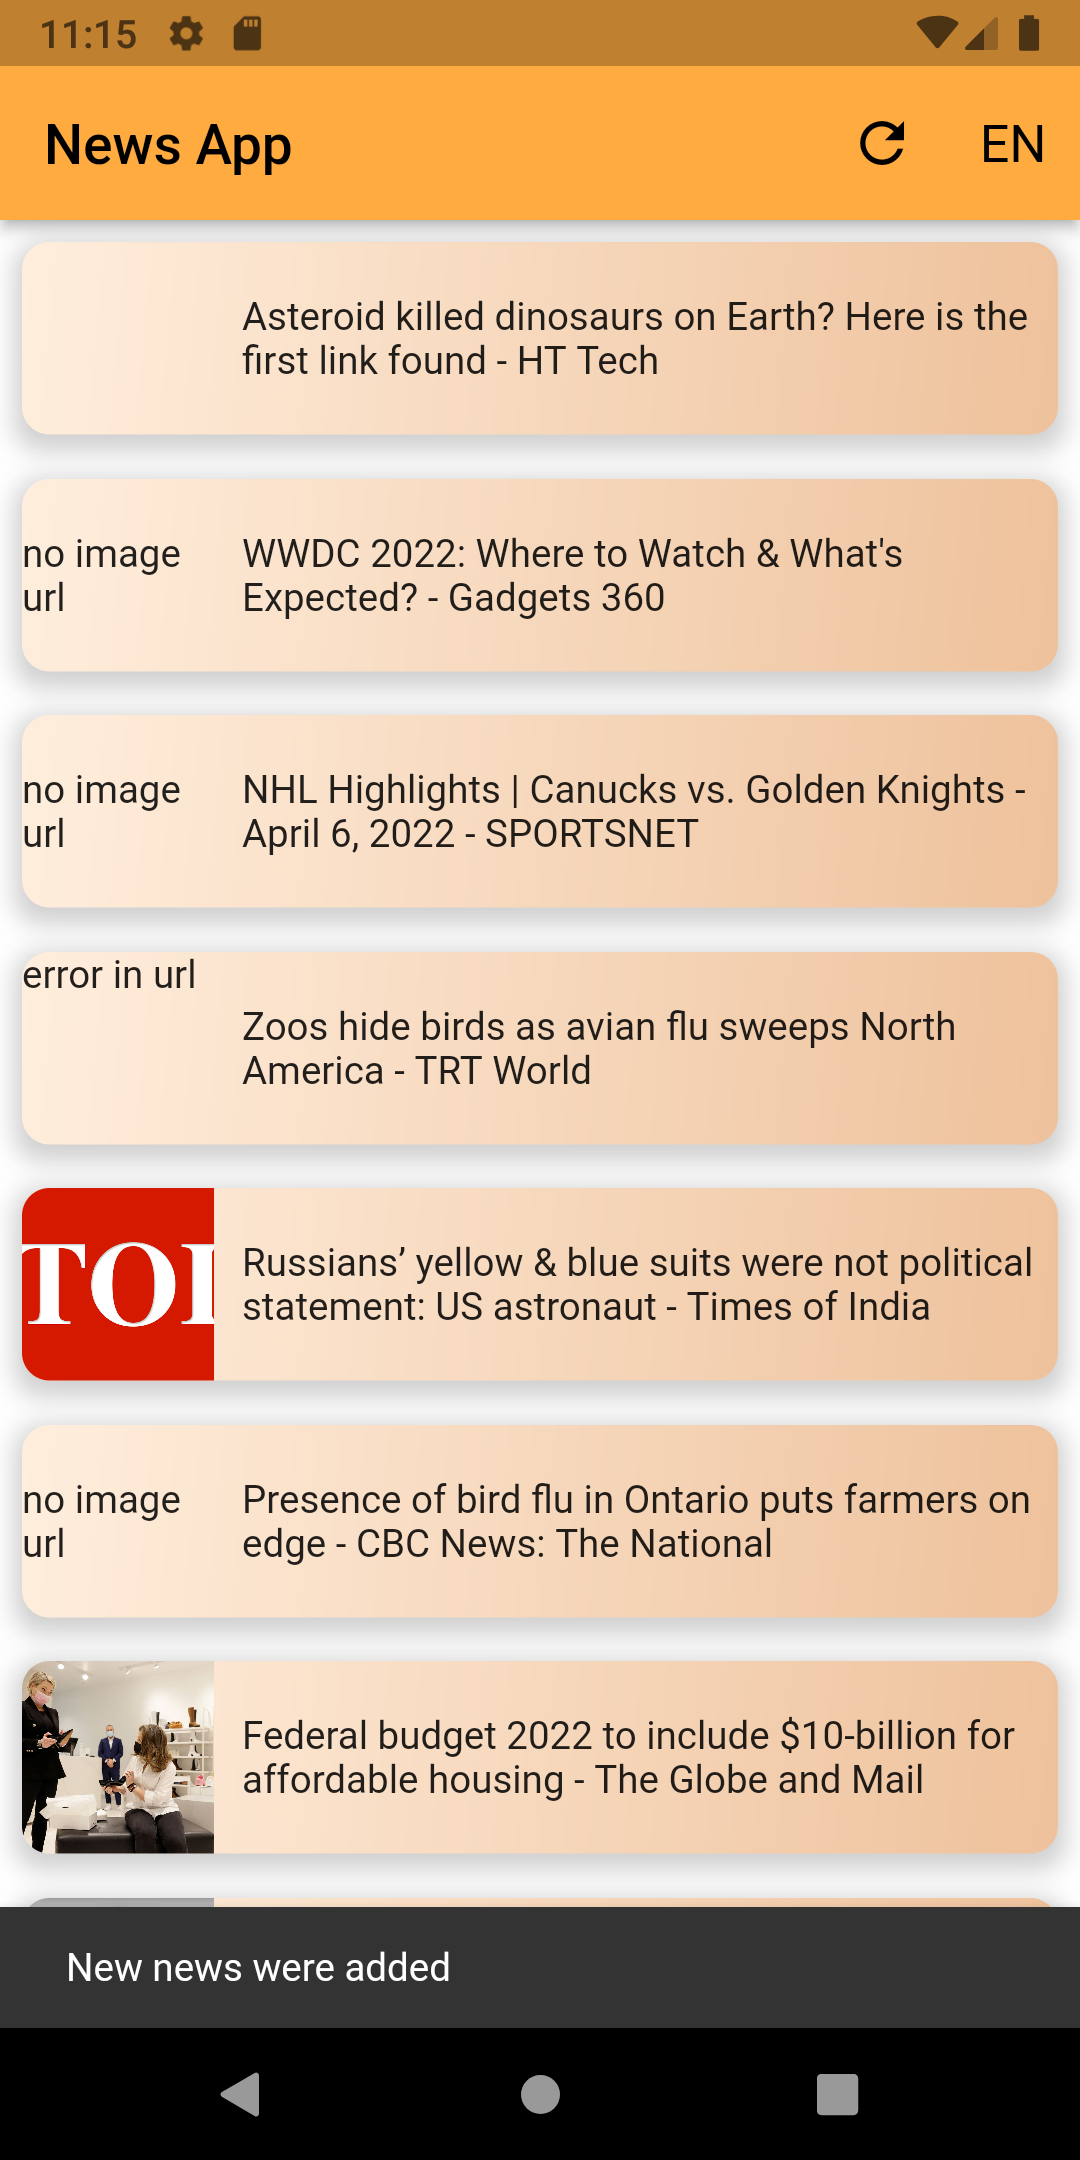 11:15
News App
EN
Asteroid killed dinosaurs on Earth? Here is the
first link found - HT Tech
no image
url
WWDC 2022: Where to Watch & What's
Expected? - Gadgets 360
no image
url
NHL Highlights | Canucks vs. Golden Knights -
April 6, 2022 - SPORTSNET
error in url
Zoos hide birds as avian flu sweeps North
America - TRT World
TOI
Russians’ yellow & blue suits were not political
statement: US astronaut - Times of India
no image
url
Presence of bird flu in Ontario puts farmers on
edge - CBC News: The National
Federal budget 2022 to include $10-billion for
affordable housing - The Globe and Mail
New news were added